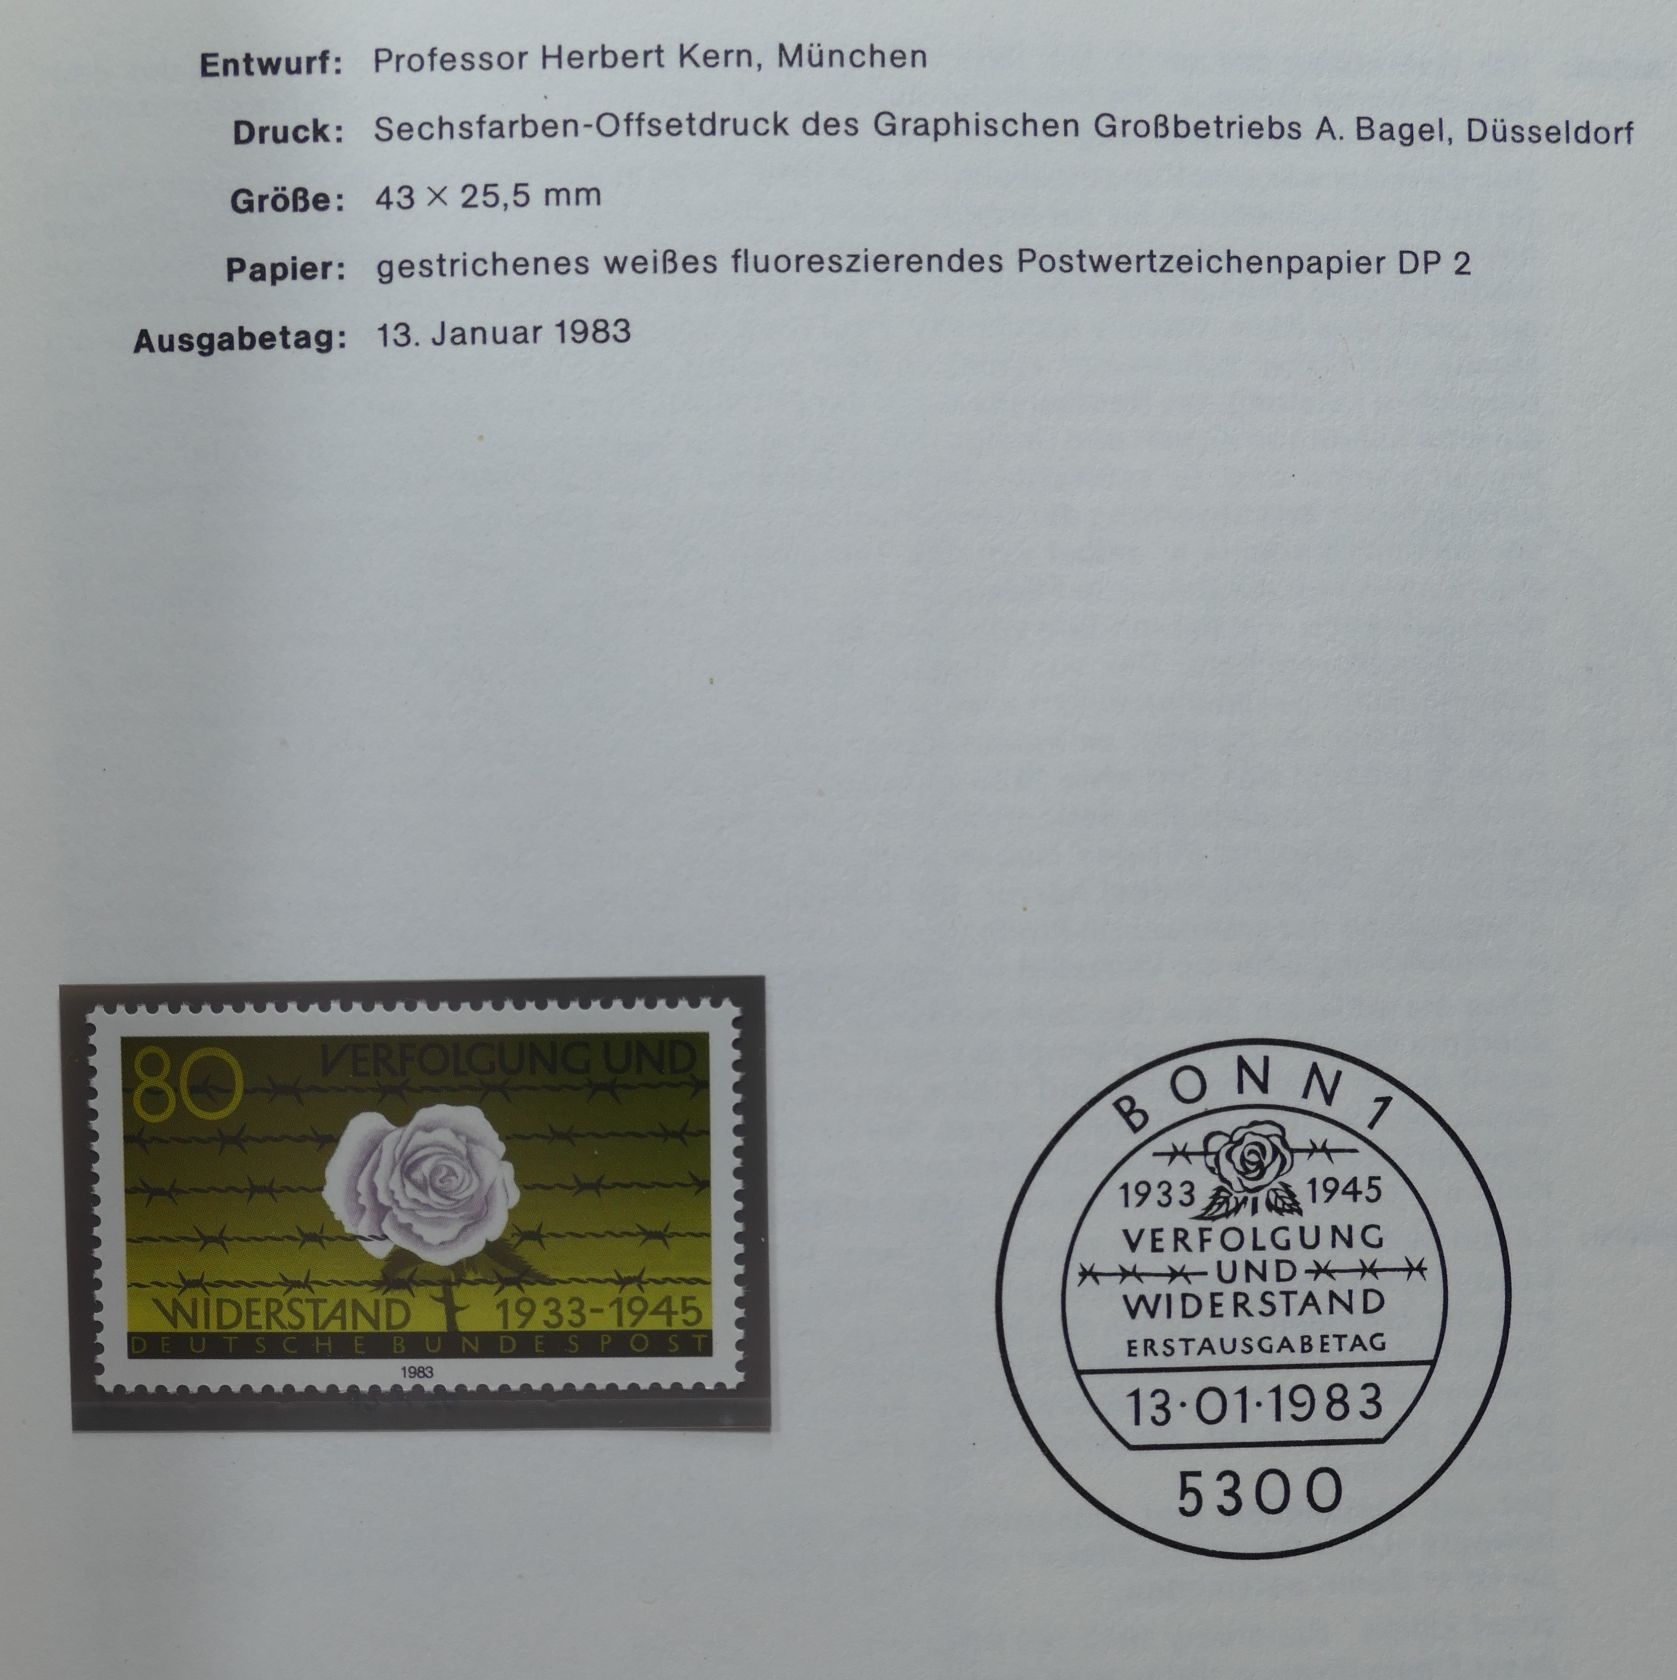 Entwurf: Professor Herbert Kern, München
Druck: Sechsfarben-Offsetdruck des Graphischen Großbetriebs A. Bagel, Düsseldorf
Größe: 43 × 25,5 mm
Papier: gestrichenes weißes fluoreszierendes Postwertzeichenpapier DP 2
Ausgabetag: 13. Januar 1983
80 VERFOLGUNG UND
WIDERSTAND 1933-1945
DEUTSCHE BUNDESPOST
1983
BONN 1
1933 1945
VERFOLGUNG
UND
WIDERSTAND
ERSTAUSGABETAG
13·01·1983
5300